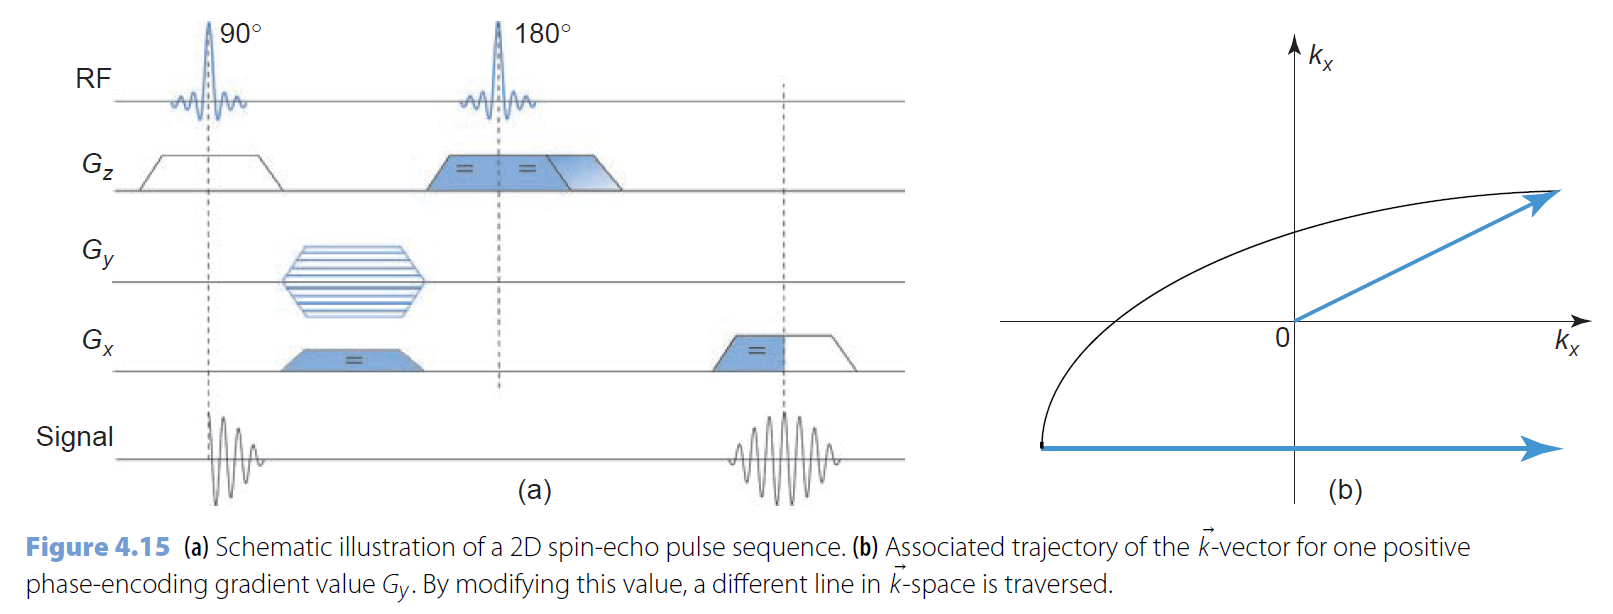 90°
180°
RF
Gz
Gy
Gx
Signal
(a)
kx
0
kx
(b)
Figure 4.15 (a) Schematic illustration of a 2D spin-echo pulse sequence. (b) Associated trajectory of the k⃗-vector for one positive
phase-encoding gradient value Gy. By modifying this value, a different line in k⃗-space is traversed.